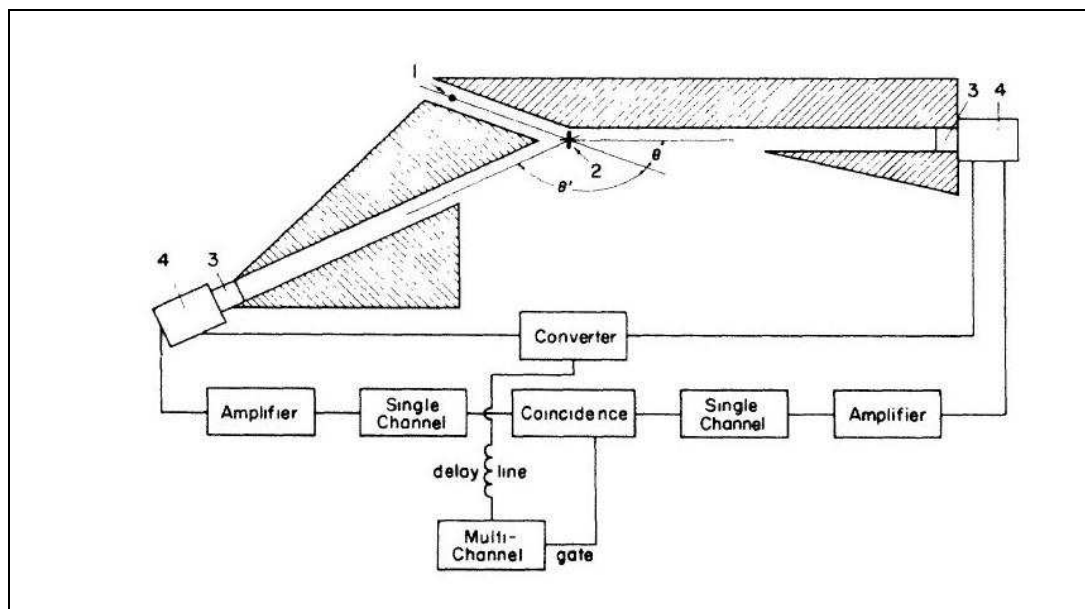 1
3
4
2
θ
θ'
4
3
Converter
Amplifier
Single
Channel
Coincidence
Single
Channel
Amplifier
delay line
Multi-
Channel
gate